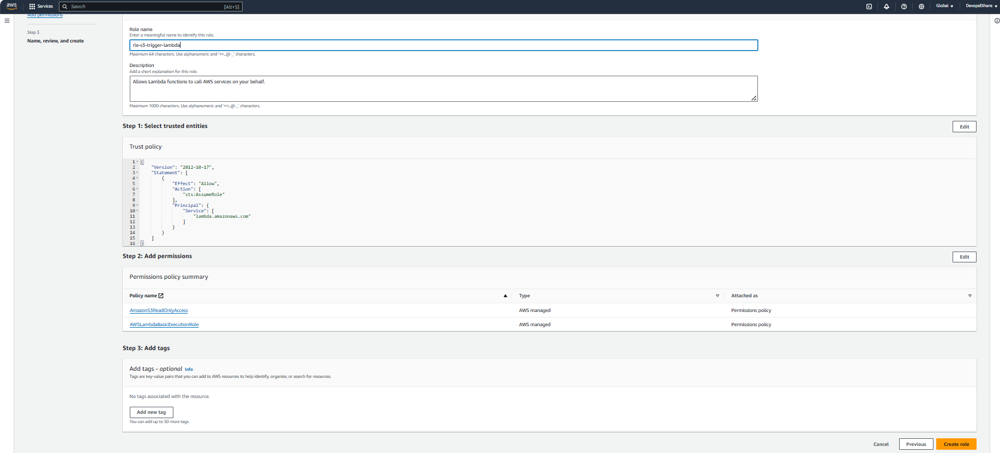 aws
Services
Search
[Alt+S]
Global
DevopsEthans
Add permissions
Step 3
Name, review, and create
Role name
Enter a meaningful name to identify this role.
rle-s3-trigger-lambda
Maximum 64 characters. Use alphanumeric and '+=,.@-_' characters.
Description
Add a short explanation for this role.
Allows Lambda functions to call AWS services on your behalf.
Maximum 1000 characters. Use alphanumeric and '+=,.@-_' characters.
Step 1: Select trusted entities
Edit
Trust policy
1 {
2 "Version": "2012-10-17",
3 "Statement": [
4 {
5 "Effect": "Allow",
6 "Action": [
7 "sts:AssumeRole"
8 ],
9 "Principal": {
10 "Service": [
11 "lambda.amazonaws.com"
12 ]
13 }
14 }
15 ]
16 }
Step 2: Add permissions
Edit
Permissions policy summary
Policy name
Type
Attached as
AmazonS3ReadOnlyAccess
AWS managed
Permissions policy
AWSLambdaBasicExecutionRole
AWS managed
Permissions policy
Step 3: Add tags
Add tags - optional Info
Tags are key-value pairs that you can add to AWS resources to help identify, organize, or search for resources.
No tags associated with the resource.
Add new tag
You can add up to 50 more tags.
Cancel
Previous
Create role